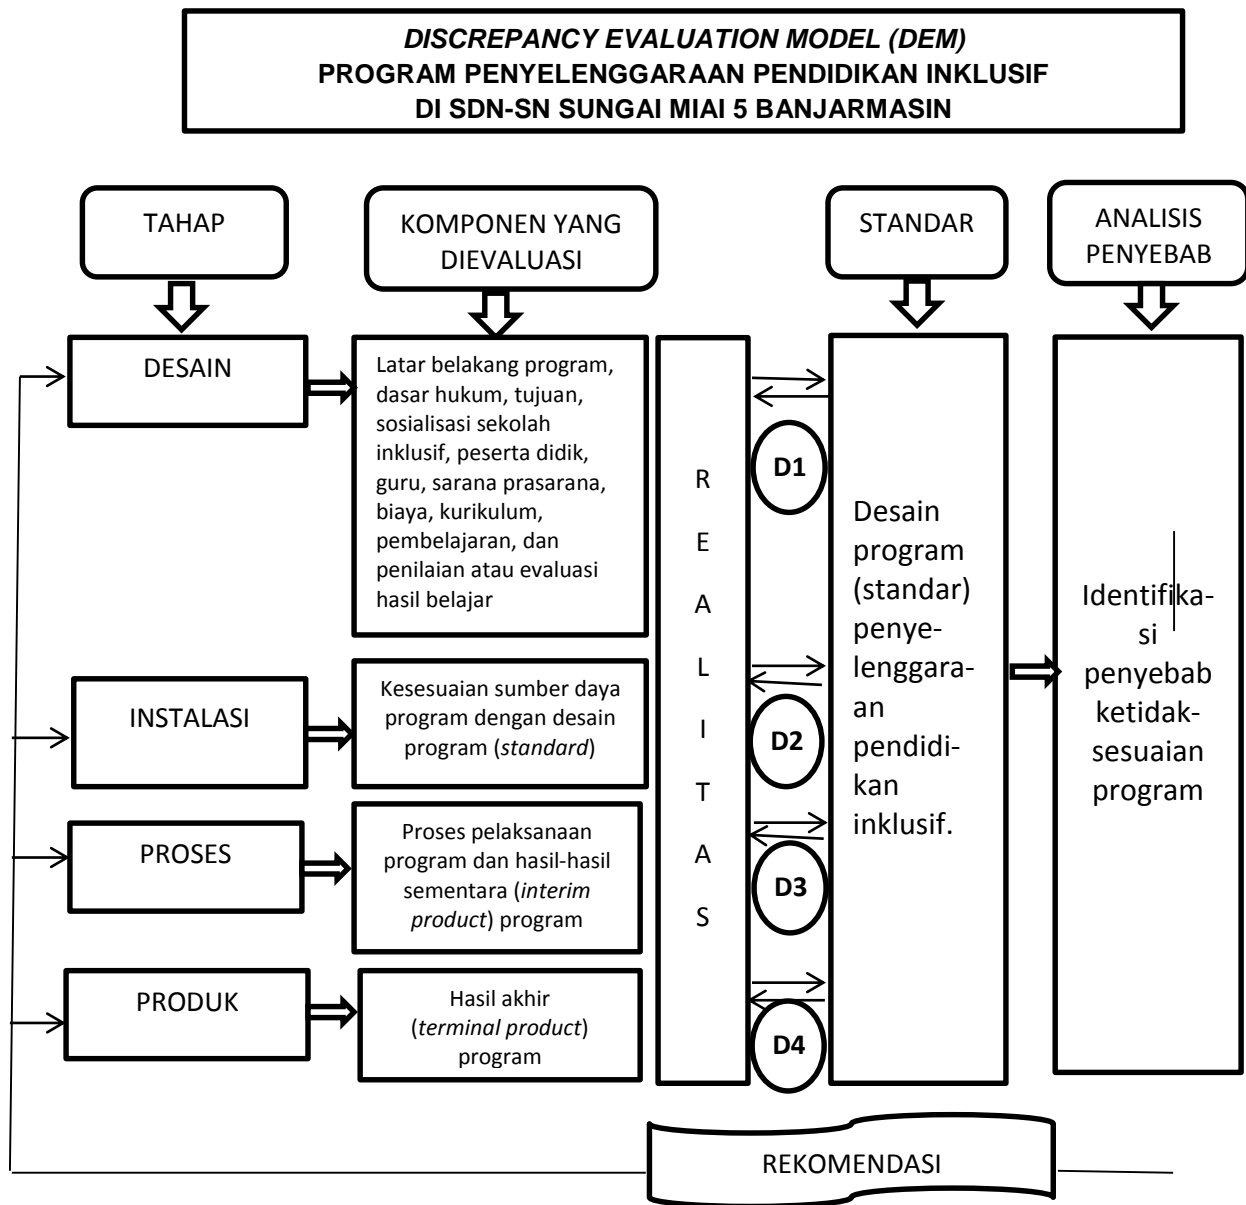 DISCREPANCY EVALUATION MODEL (DEM)
PROGRAM PENYELENGGARAAN PENDIDIKAN INKLUSIF
DI SDN-SN SUNGAI MIAI 5 BANJARMASIN
TAHAP
KOMPONEN YANG
DIEVALUASI
STANDAR
ANALISIS
PENYEBAB
DESAIN
Latar belakang program,
dasar hukum, tujuan,
sosialisasi sekolah
inklusif, peserta didik,
guru, sarana prasarana,
biaya, kurikulum,
pembelajaran, dan
penilaian atau evaluasi
hasil belajar
INSTALASI
Kesesuaian sumber daya
program dengan desain
program (standard)
PROSES
Proses pelaksanaan
program dan hasil-hasil
sementara (interim
product) program
PRODUK
Hasil akhir
(terminal product)
program
R
E
A
L
I
T
A
S
D1
D2
D3
D4
Desain
program
(standar)
penye-
lenggara-
an
pendidi-
kan
inklusif.
Identifika-
si
penyebab
ketidak-
sesuaian
program
REKOMENDASI